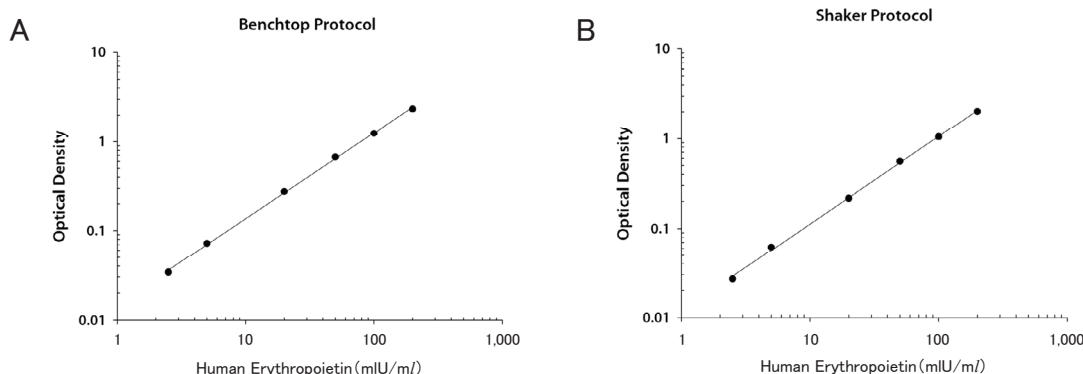 A
Benchtop Protocol
10
1
0.1
0.01
Optical Density
1
10
100
1,000
Human Erythropoietin(mIU/ml)
B
Shaker Protocol
10
1
0.1
0.01
Optical Density
1
10
100
1,000
Human Erythropoietin(mIU/ml)